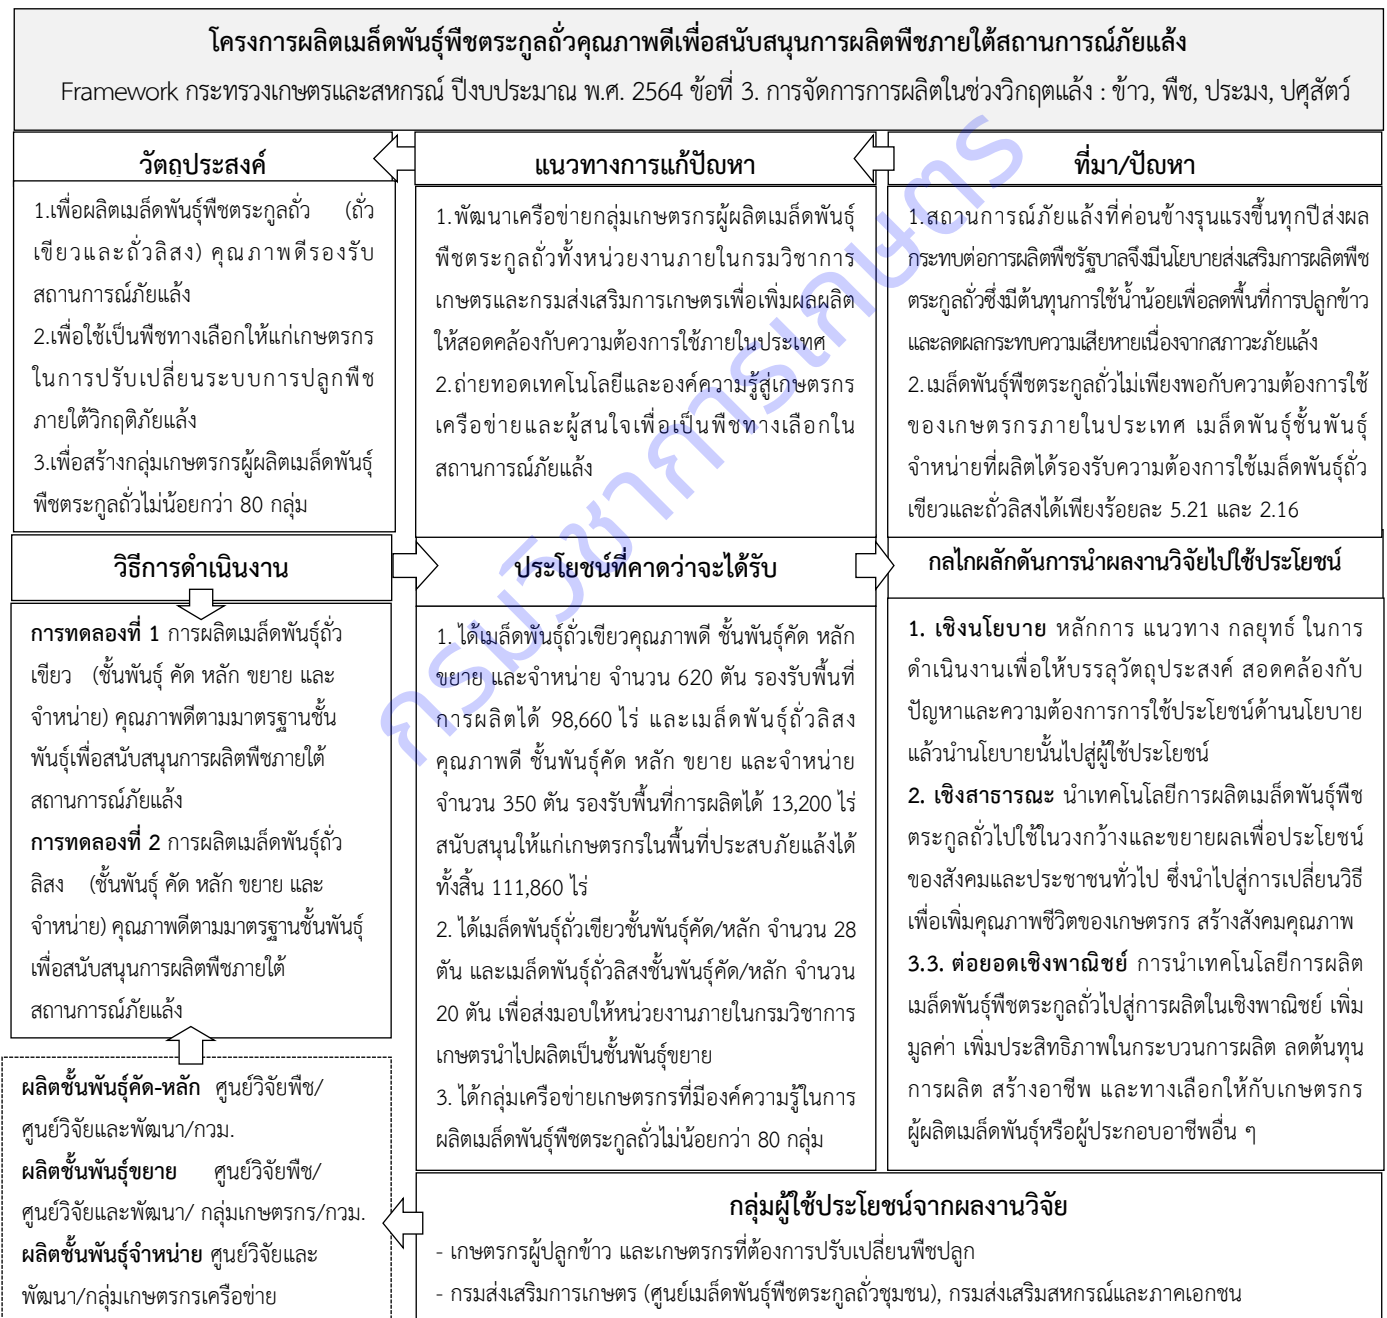 โครงการผลิตเมล็ดพันธุ์พืชตระกูลถั่วคุณภาพดีเพื่อสนับสนุนการผลิตพืชภายใต้สถานการณ์ภัยแล้ง
Framework กระทรวงเกษตรและสหกรณ์ ปีงบประมาณ พ.ศ. 2564 ข้อที่ 3. การจัดการการผลิตในช่วงวิกฤตแล้ง : ข้าว, พืช, ประมง, ปศุสัตว์
วัตถุประสงค์
1.เพื่อผลิตเมล็ดพันธุ์พืชตระกูลถั่ว (ถั่ว
เขียวและถั่วลิสง) คุณภาพดีรองรับ
สถานการณ์ภัยแล้ง
2.เพื่อใช้เป็นพืชทางเลือกให้แก่เกษตรกร
ในการปรับเปลี่ยนระบบการปลูกพืช
ภายใต้วิกฤติภัยแล้ง
3.เพื่อสร้างกลุ่มเกษตรกรผู้ผลิตเมล็ดพันธุ์
พืชตระกูลถั่วไม่น้อยกว่า 80 กลุ่ม
แนวทางการแก้ปัญหา
1.พัฒนาเครือข่ายกลุ่มเกษตรกรผู้ผลิตเมล็ดพันธุ์
พืชตระกูลถั่วทั้งหน่วยงานภายในกรมวิชาการ
เกษตรและกรมส่งเสริมการเกษตรเพื่อเพิ่มผลผลิต
ให้สอดคล้องกับความต้องการใช้ภายในประเทศ
2.ถ่ายทอดเทคโนโลยีและองค์ความรู้สู่เกษตรกร
เครือข่ายและผู้สนใจเพื่อเป็นพืชทางเลือกใน
สถานการณ์ภัยแล้ง
ที่มา/ปัญหา
1.สถานการณ์ภัยแล้งที่ค่อนข้างรุนแรงขึ้นทุกปีส่งผล
กระทบต่อการผลิตพืชรัฐบาลจึงมีนโยบายส่งเสริมการผลิตพืช
ตระกูลถั่วซึ่งมีต้นทุนการใช้น้ำน้อยเพื่อลดพื้นที่การปลูกข้าว
และลดผลกระทบความเสียหายเนื่องจากสภาวะภัยแล้ง
2.เมล็ดพันธุ์พืชตระกูลถั่วไม่เพียงพอกับความต้องการใช้
ของเกษตรกรภายในประเทศ เมล็ดพันธุ์ชั้นพันธุ์
จำหน่ายที่ผลิตได้รองรับความต้องการใช้เมล็ดพันธุ์ถั่ว
เขียวและถั่วลิสงได้เพียงร้อยละ 5.21 และ 2.16
วิธีการดำเนินงาน
การทดลองที่ 1 การผลิตเมล็ดพันธุ์ถั่ว
เขียว (ชั้นพันธุ์ คัด หลัก ขยาย และ
จำหน่าย) คุณภาพดีตามมาตรฐานชั้น
พันธุ์เพื่อสนับสนุนการผลิตพืชภายใต้
สถานการณ์ภัยแล้ง
การทดลองที่ 2 การผลิตเมล็ดพันธุ์ถั่ว
ลิสง (ชั้นพันธุ์ คัด หลัก ขยาย และ
จำหน่าย) คุณภาพดีตามมาตรฐานชั้นพันธุ์
เพื่อสนับสนุนการผลิตพืชภายใต้
สถานการณ์ภัยแล้ง
ประโยชน์ที่คาดว่าจะได้รับ
1. ได้เมล็ดพันธุ์ถั่วเขียวคุณภาพดี ชั้นพันธุ์คัด หลัก
ขยาย และจำหน่าย จำนวน 620 ตัน รองรับพื้นที่
การผลิตได้ 98,660 ไร่ และเมล็ดพันธุ์ถั่วลิสง
คุณภาพดี ชั้นพันธุ์คัด หลัก ขยาย และจำหน่าย
จำนวน 350 ตัน รองรับพื้นที่การผลิตได้ 13,200 ไร่
สนับสนุนให้แก่เกษตรกรในพื้นที่ประสบภัยแล้งได้
ทั้งสิ้น 111,860 ไร่
2. ได้เมล็ดพันธุ์ถั่วเขียวชั้นพันธุ์คัด/หลัก จำนวน 28
ตัน และเมล็ดพันธุ์ถั่วลิสงชั้นพันธุ์คัด/หลัก จำนวน
20 ตัน เพื่อส่งมอบให้หน่วยงานภายในกรมวิชาการ
เกษตรนำไปผลิตเป็นชั้นพันธุ์ขยาย
3. ได้กลุ่มเครือข่ายเกษตรกรที่มีองค์ความรู้ในการ
ผลิตเมล็ดพันธุ์พืชตระกูลถั่วไม่น้อยกว่า 80 กลุ่ม
กลไกผลักดันการนำผลงานวิจัยไปใช้ประโยชน์
1. เชิงนโยบาย หลักการ แนวทาง กลยุทธ์ ในการ
ดำเนินงานเพื่อให้บรรลุวัตถุประสงค์ สอดคล้องกับ
ปัญหาและความต้องการการใช้ประโยชน์ด้านนโยบาย
แล้วนำนโยบายนั้นไปสู่ผู้ใช้ประโยชน์
2. เชิงสาธารณะ นำเทคโนโลยีการผลิตเมล็ดพันธุ์พืช
ตระกูลถั่วไปใช้ในวงกว้างและขยายผลเพื่อประโยชน์
ของสังคมและประชาชนทั่วไป ซึ่งนำไปสู่การเปลี่ยนวิธี
เพื่อเพิ่มคุณภาพชีวิตของเกษตรกร สร้างสังคมคุณภาพ
3.3. ต่อยอดเชิงพาณิชย์ การนำเทคโนโลยีการผลิต
เมล็ดพันธุ์พืชตระกูลถั่วไปสู่การผลิตในเชิงพาณิชย์ เพิ่ม
มูลค่า เพิ่มประสิทธิภาพในกระบวนการผลิต ลดต้นทุน
การผลิต สร้างอาชีพ และทางเลือกให้กับเกษตรกร
ผู้ผลิตเมล็ดพันธุ์หรือผู้ประกอบอาชีพอื่น ๆ
ผลิตชั้นพันธุ์คัด-หลัก ศูนย์วิจัยพืช/
ศูนย์วิจัยและพัฒนา/กวม.
ผลิตชั้นพันธุ์ขยาย ศูนย์วิจัยพืช/
ศูนย์วิจัยและพัฒนา/ กลุ่มเกษตรกร/กวม.
ผลิตชั้นพันธุ์จำหน่าย ศูนย์วิจัยและ
พัฒนา/กลุ่มเกษตรกรเครือข่าย
กลุ่มผู้ใช้ประโยชน์จากผลงานวิจัย
- เกษตรกรผู้ปลูกข้าว และเกษตรกรที่ต้องการปรับเปลี่ยนพืชปลูก
- กรมส่งเสริมการเกษตร (ศูนย์เมล็ดพันธุ์พืชตระกูลถั่วชุมชน), กรมส่งเสริมสหกรณ์และภาคเอกชน
กรมวิชาการเกษตร